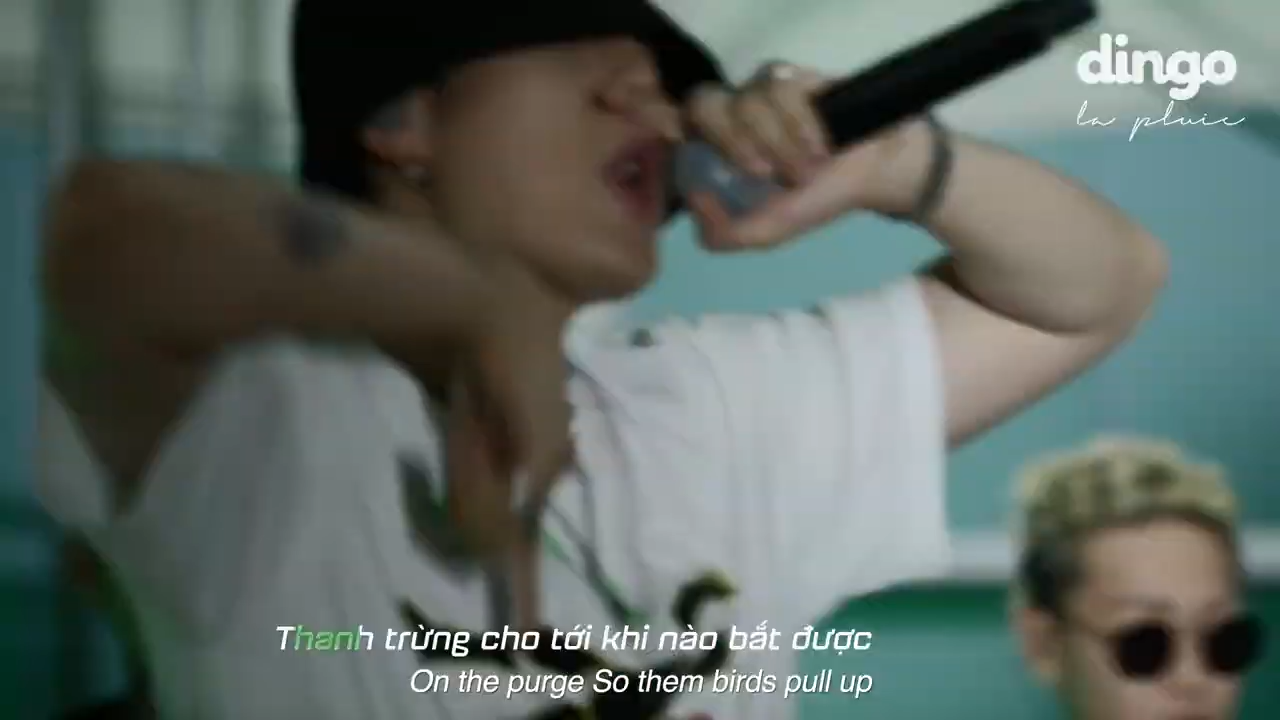 dingo
la pluie
Thanh trừng cho tới khi nào bắt được
On the purge So them birds pull up